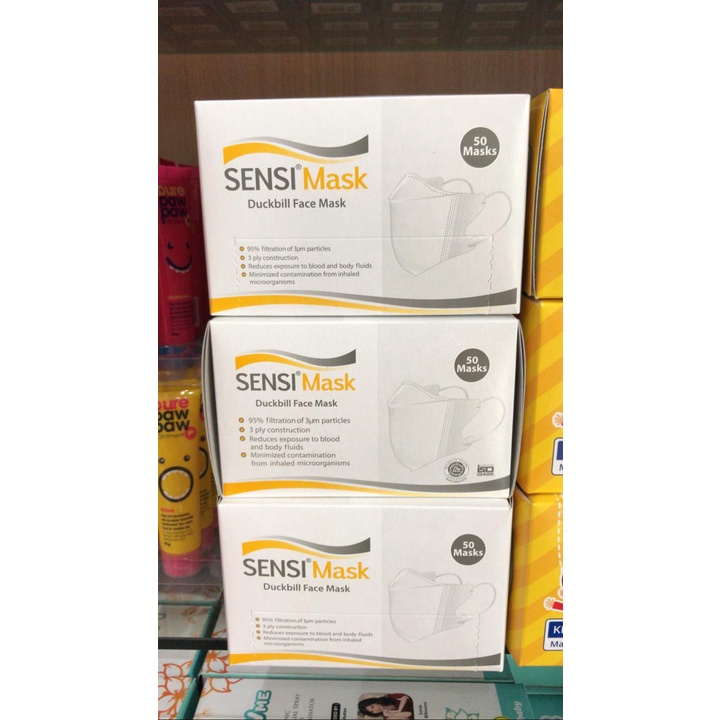 50
Masks
SENSI® Mask
Duckbill Face Mask
95% filtration of 3µm particles
3 ply construction
Reduces exposure to blood and body fluids
Minimized contamination from inhaled
microorganisms
50
Masks
SENSI® Mask
Duckbill Face Mask
95% filtration of 3µm particles
3 ply construction
Reduces exposure to blood
and body fluids
Minimized contamination
from inhaled microorganisms
ISO
50
Masks
SENSI® Mask
Duckbill Face Mask
95% filtration of 3µm particles
3 ply construction
Reduces exposure to blood and body fluids
Minimised contamination from inhaled
microorganisms
pure
paw
paw
pure
paw
paw
ME